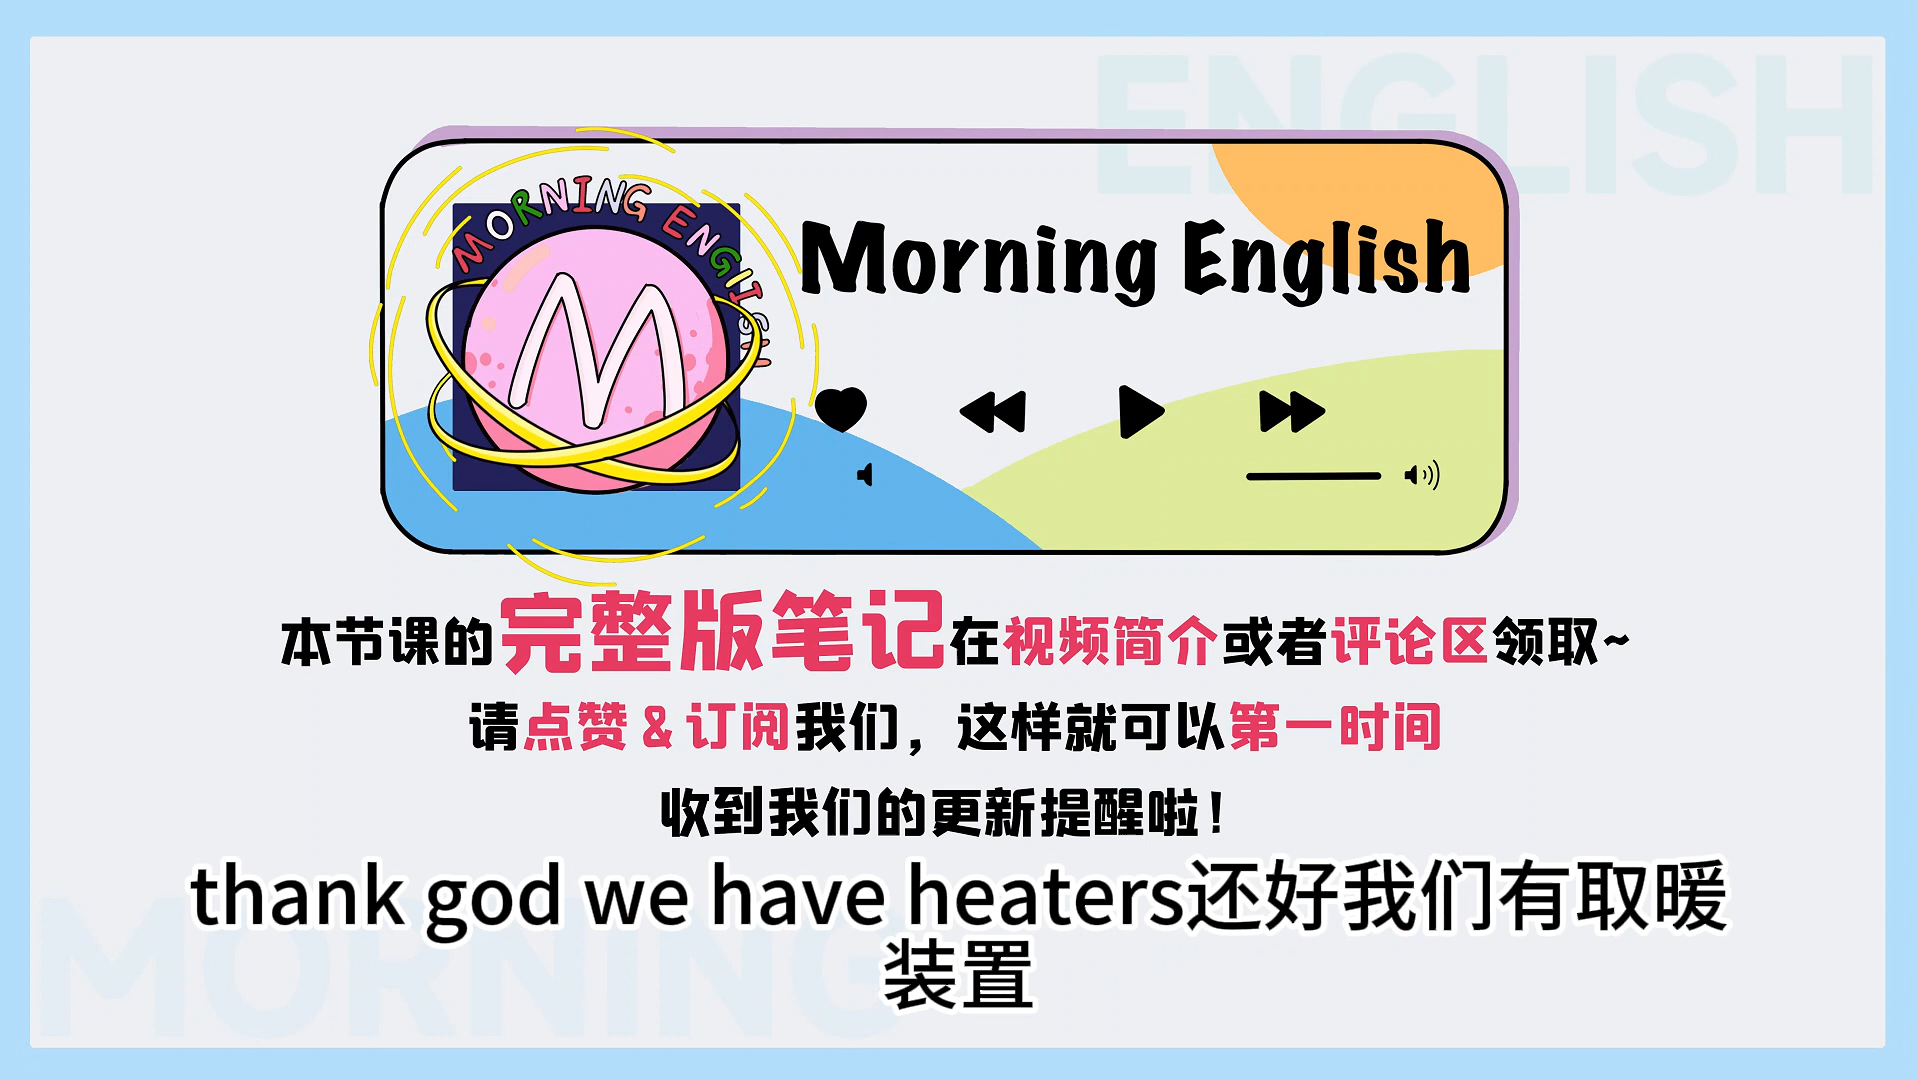 ENGLISH
MORNING ENGLISH
M
Morning English
本节课的完整版笔记在视频简介或者评论区领取~
请点赞&订阅我们，这样就可以第一时间
收到我们的更新提醒啦！
thank god we have heaters还好我们有取暖
装置
MORNING